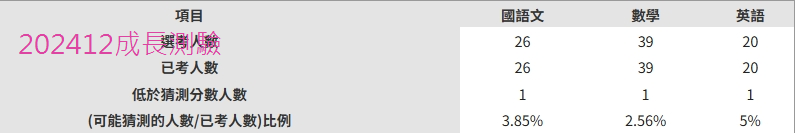 項目 國語文 數學 英語
202412成長測驗
選考人數 26 39 20
已考人數 26 39 20
低於猜測分數人數 1 1 1
(可能猜測的人數/已考人數)比例 3.85% 2.56% 5%